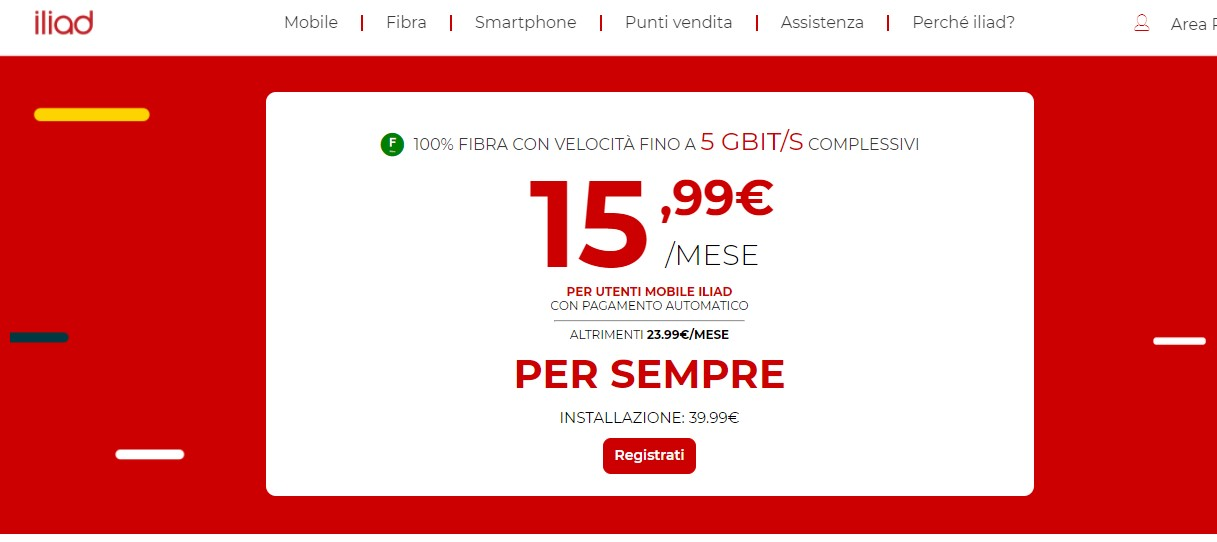 iliad
Mobile | Fibra | Smartphone | Punti vendita | Assistenza | Perché iliad?
Area
F
100% FIBRA CON VELOCITÀ FINO A 5 GBIT/S COMPLESSIVI
15,99€
/MESE
PER UTENTI MOBILE ILIAD
CON PAGAMENTO AUTOMATICO
ALTRIMENTI 23.99€/MESE
PER SEMPRE
INSTALLAZIONE: 39.99€
Registrati